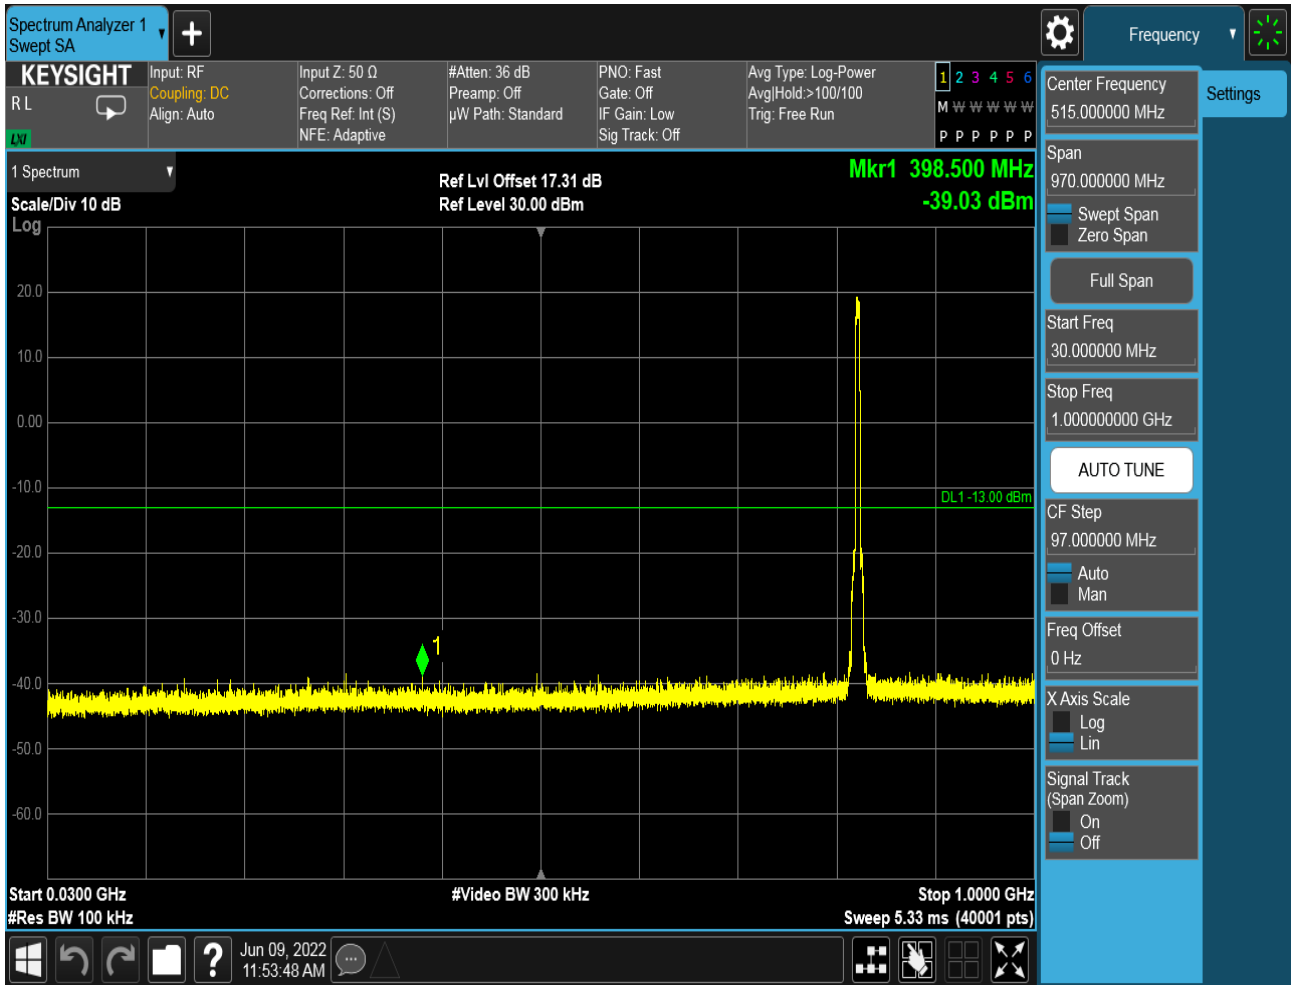 Spectrum Analyzer 1
Swept SA
+
Frequency
KEYSIGHT
R L
LXI
Input: RF
Coupling: DC
Align: Auto
Input Z: 50 Ω
Corrections: Off
Freq Ref: Int (S)
NFE: Adaptive
#Atten: 36 dB
Preamp: Off
µW Path: Standard
PNO: Fast
Gate: Off
IF Gain: Low
Sig Track: Off
Avg Type: Log-Power
Avg|Hold:>100/100
Trig: Free Run
1 2 3 4 5 6
M W W W W W
P P P P P P
1 Spectrum
Scale/Div 10 dB
Log
Ref Lvl Offset 17.31 dB
Ref Level 30.00 dBm
Mkr1 398.500 MHz
-39.03 dBm
20.0
10.0
0.00
-10.0
-20.0
-30.0
-40.0
-50.0
-60.0
DL1 -13.00 dBm
1
Start 0.0300 GHz
#Res BW 100 kHz
#Video BW 300 kHz
Stop 1.0000 GHz
Sweep 5.33 ms (40001 pts)
?
Jun 09, 2022
11:53:48 AM
Center Frequency
515.000000 MHz
Span
970.000000 MHz
Swept Span
Zero Span
Full Span
Start Freq
30.000000 MHz
Stop Freq
1.000000000 GHz
AUTO TUNE
CF Step
97.000000 MHz
Auto
Man
Freq Offset
0 Hz
X Axis Scale
Log
Lin
Signal Track
(Span Zoom)
On
Off
Settings